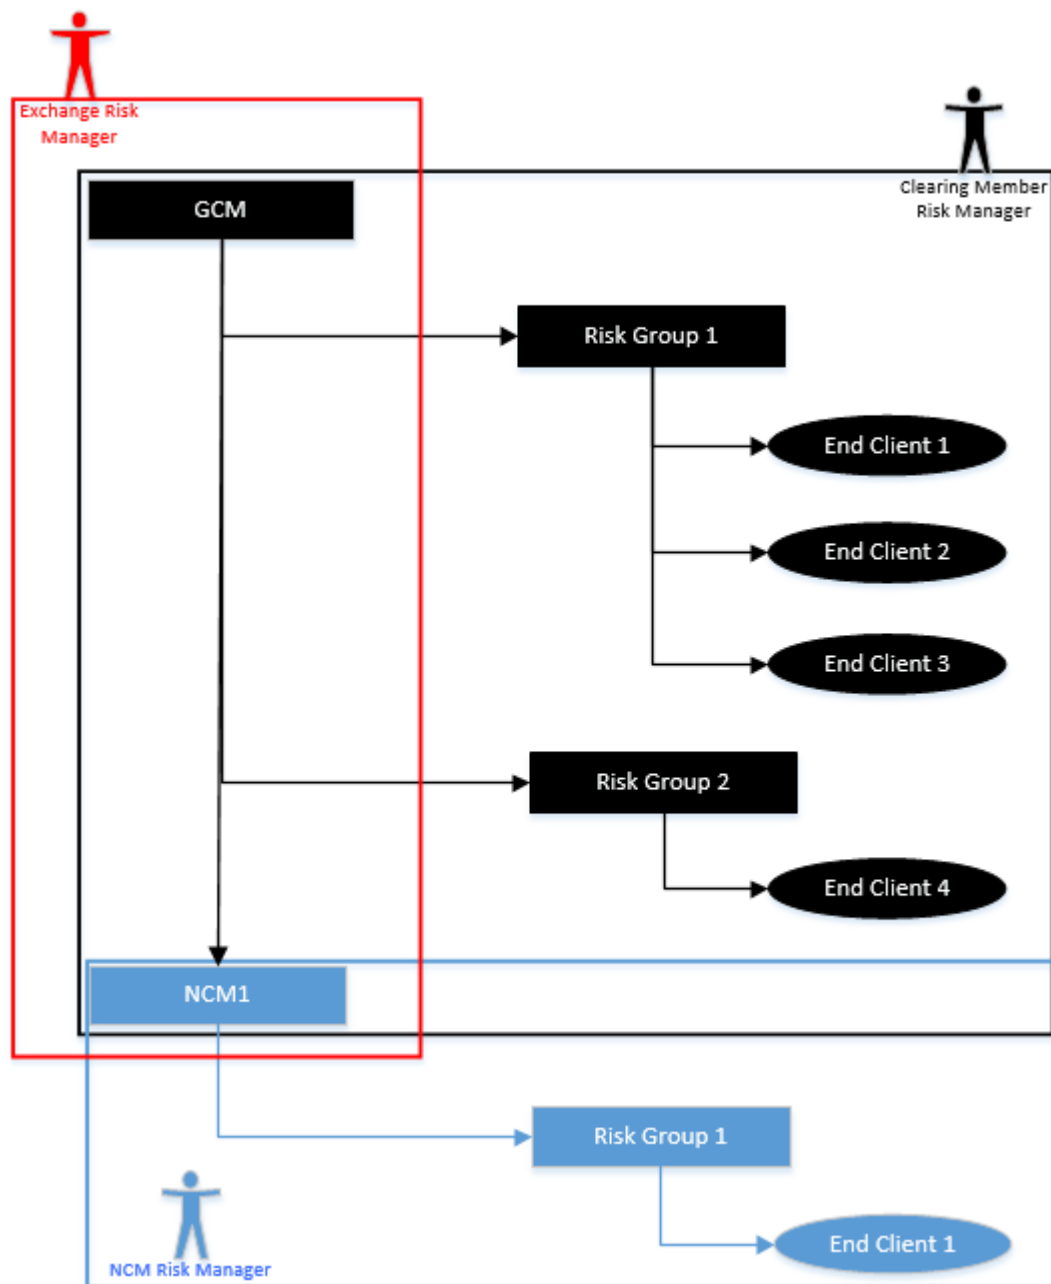 Exchange Risk
Manager
Clearing Member
Risk Manager
GCM
Risk Group 1
End Client 1
End Client 2
End Client 3
Risk Group 2
End Client 4
NCM1
Risk Group 1
End Client 1
NCM Risk Manager